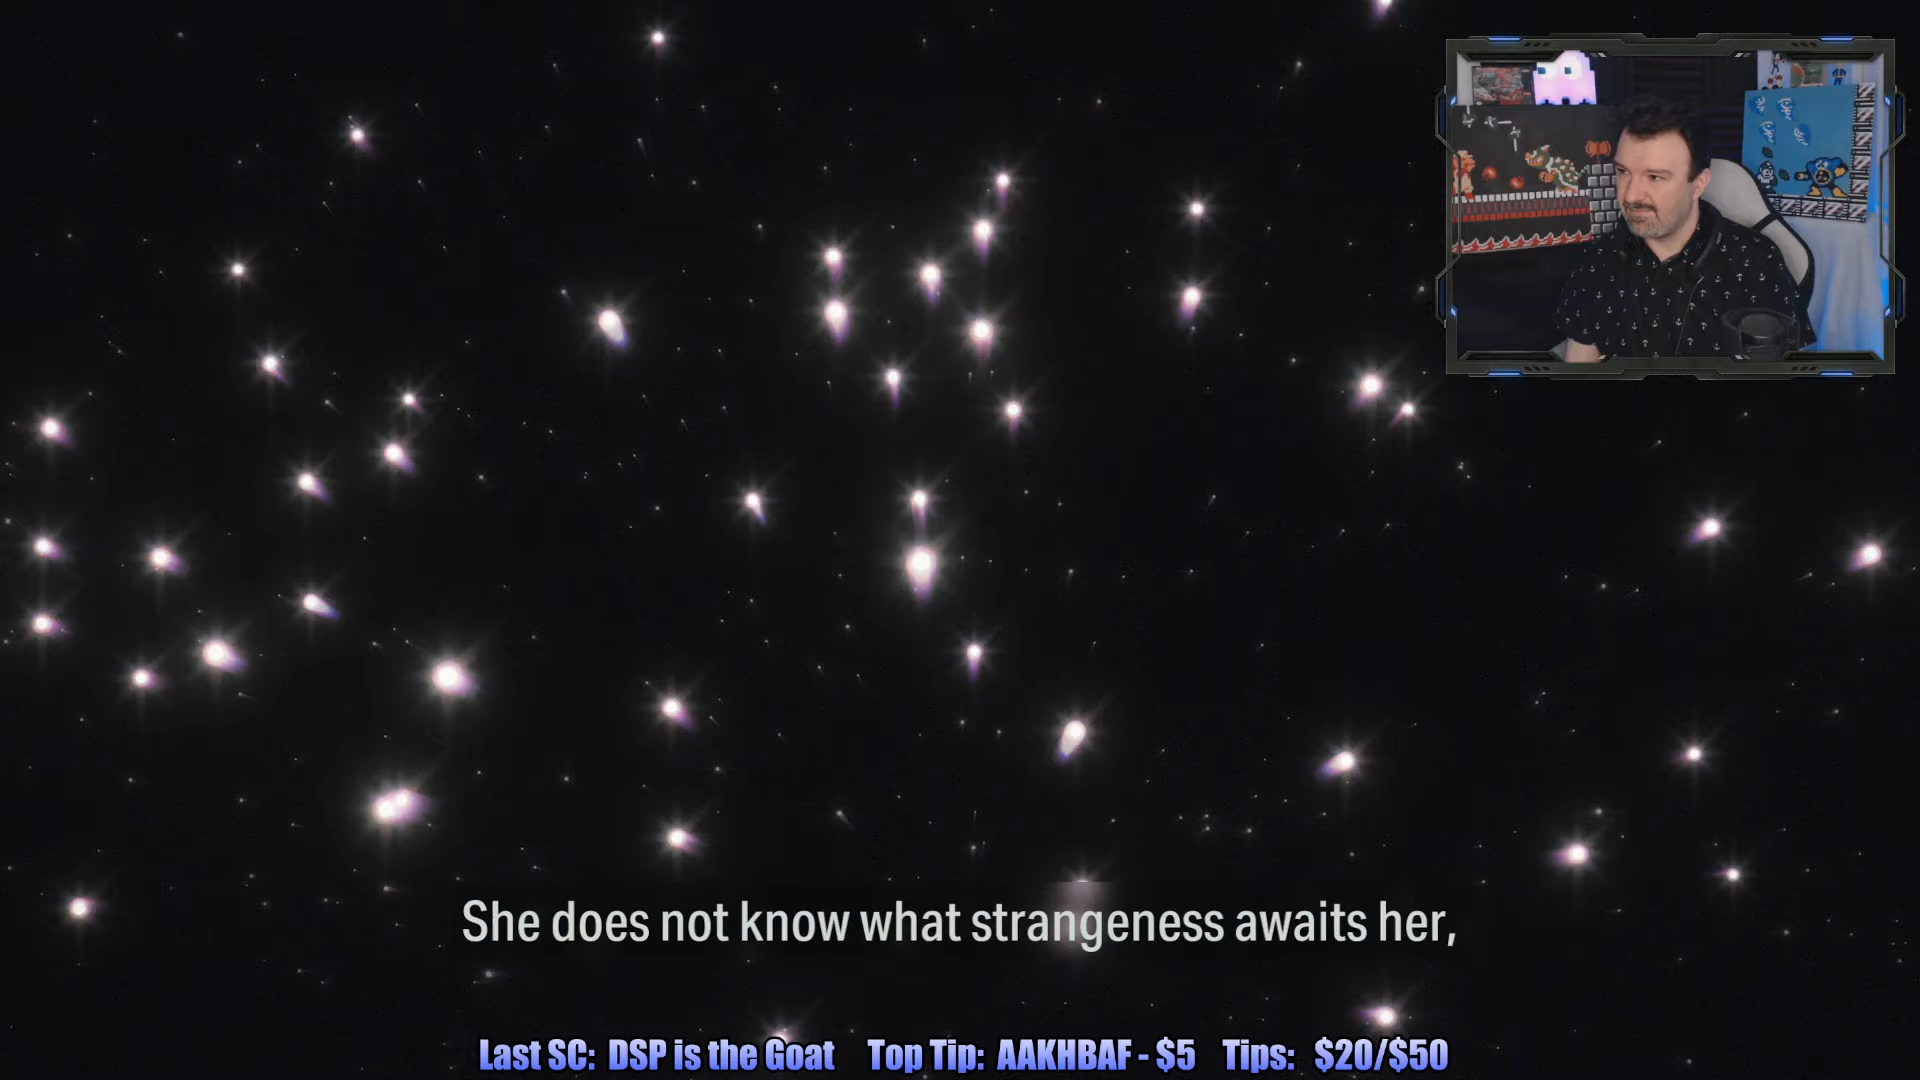 She does not know what strangeness awaits her,
Last SC: DSP is the Goat Top Tip: AAKHBAF - $5 Tips: $20/$50